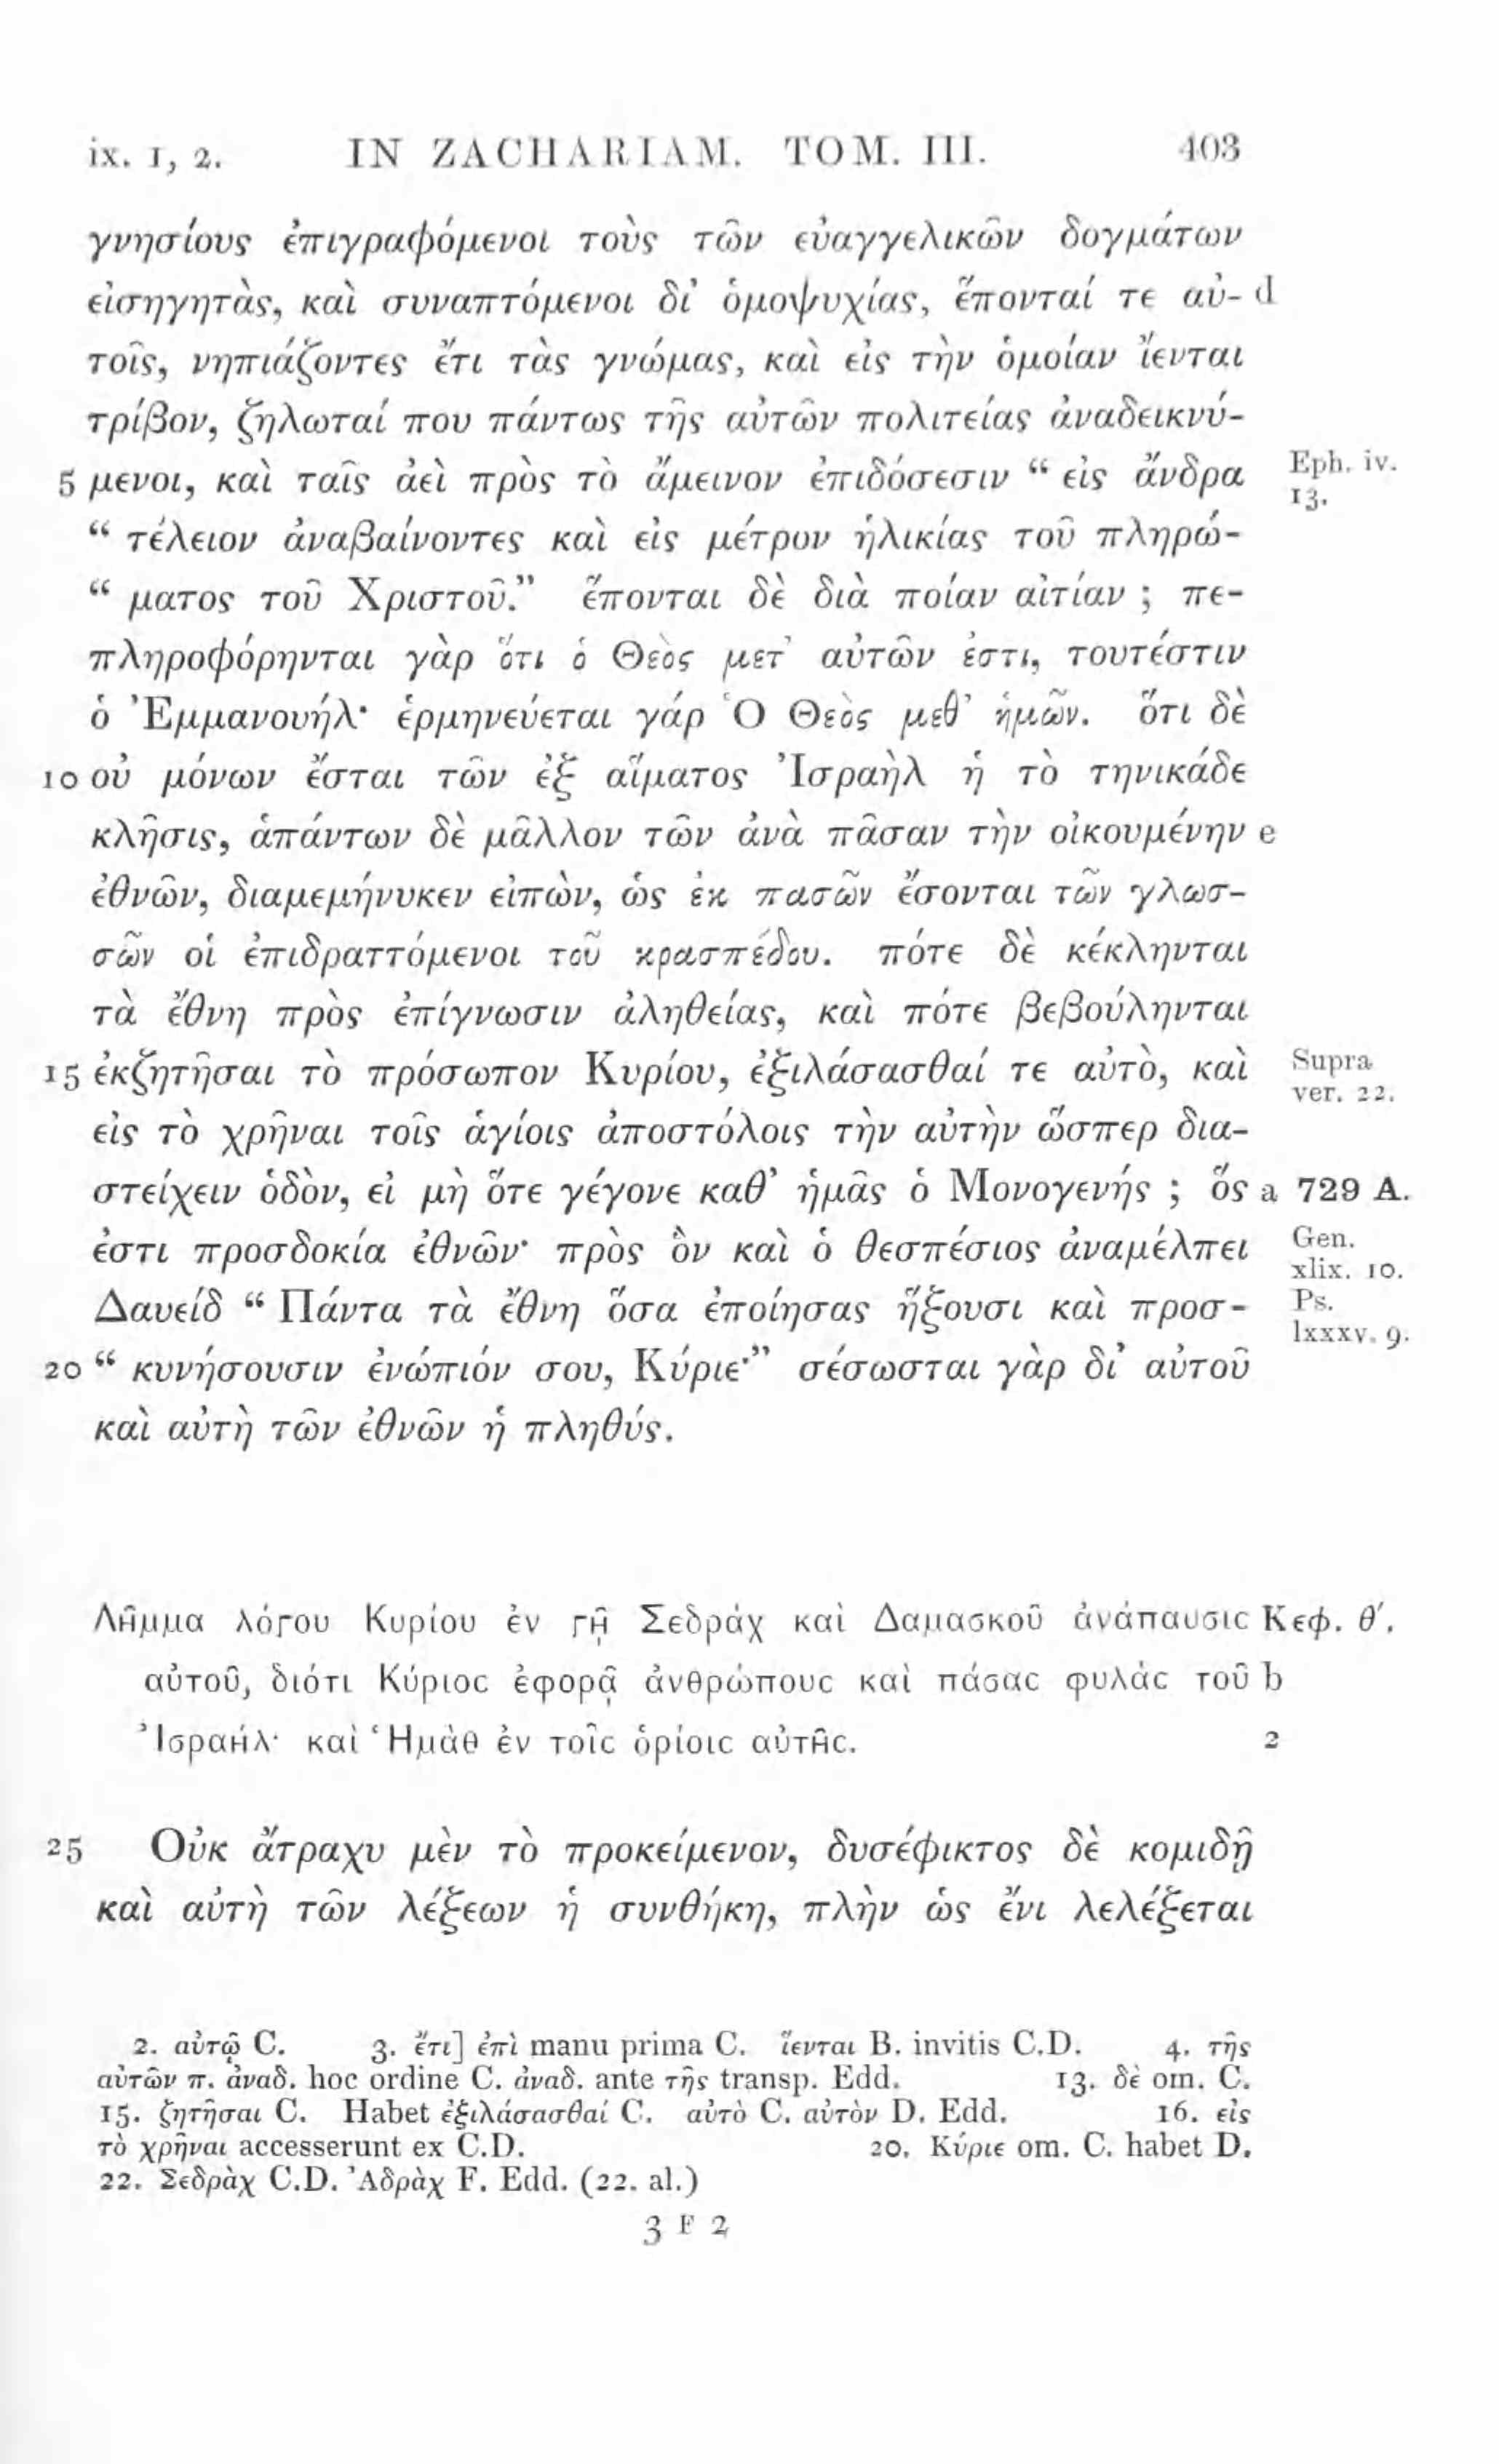 ix. 1, 2. IN ZACHARIAM. TOM. III. 403
γνησίους ἐπιγραφόμενοι τοὺς τῶν εὐαγγελικῶν δογμάτων
εἰσηγητὰς, καὶ συναπτόμενοι δι’ ὁμοψυχίας, ἕπονταί τε αὐ- d
τοῖς, νηπιάζοντες ἔτι τὰς γνώμας, καὶ εἰς τὴν ὁμοίαν ἵενται
τρίβον, ζηλωταί που πάντως τῆς αὐτῶν πολιτείας ἀναδεικνύ-
5 μενοι, καὶ ταῖς ἀεὶ πρὸς τὸ ἄμεινον ἐπιδόσεσιν “ εἰς ἄνδρα Eph. iv. 13.
“ τέλειον ἀναβαίνοντες καὶ εἰς μέτρον ἡλικίας τοῦ πληρώ-
“ ματος τοῦ Χριστοῦ.” ἕπονται δὲ διὰ ποίαν αἰτίαν ; πε-
πληροφόρηνται γὰρ ὅτι ὁ Θεὸς μετ’ αὐτῶν ἐστι, τουτέστιν
ὁ Ἐμμανουήλ· ἑρμηνεύεται γάρ Ὁ Θεὸς μεθ’ ἡμῶν. ὅτι δὲ
10 οὐ μόνων ἔσται τῶν ἐξ αἵματος Ἰσραὴλ ἡ τὸ τηνικάδε
κλῆσις, ἁπάντων δὲ μᾶλλον τῶν ἀνὰ πᾶσαν τὴν οἰκουμένην e
ἐθνῶν, διαμεμήνυκεν εἰπὼν, ὡς ἐκ πασῶν ἔσονται τῶν γλωσ-
σῶν οἱ ἐπιδραττόμενοι τοῦ κρασπέδου. πότε δὲ κέκληνται
τὰ ἔθνη πρὸς ἐπίγνωσιν ἀληθείας, καὶ πότε βεβούληνται
15 ἐκζητῆσαι τὸ πρόσωπον Κυρίου, ἐξιλάσασθαί τε αὐτὸ, καὶ Supra ver. 22.
εἰς τὸ χρῆναι τοῖς ἁγίοις ἀποστόλοις τὴν αὐτὴν ὥσπερ δια-
στείχειν ὁδὸν, εἰ μὴ ὅτε γέγονε καθ’ ἡμᾶς ὁ Μονογενής ; ὅς a 729 A.
ἐστι προσδοκία ἐθνῶν· πρὸς ὃν καὶ ὁ θεσπέσιος ἀναμέλπει Gen. xlix. 10.
Δαυείδ “ Πάντα τὰ ἔθνη ὅσα ἐποίησας ἥξουσι καὶ προσ- Ps. lxxxv. 9.
20 “ κυνήσουσιν ἐνώπιόν σου, Κύριε·” σέσωσται γὰρ δι’ αὐτοῦ
καὶ αὐτὴ τῶν ἐθνῶν ἡ πληθύς.
Λῆμμα λόγου Κυρίου ἐν γῇ Σεδρὰχ καὶ Δαμασκοῦ ἀνάπαυσις Κεφ. θ′.
αὐτοῦ, διότι Κύριος ἐφορᾷ ἀνθρώπους καὶ πάσας φυλὰς τοῦ b
Ἰσραήλ· καὶ Ἡμὰθ ἐν τοῖς ὁρίοις αὐτῆς. 2
25 Οὐκ ἄτραχυ μὲν τὸ προκείμενον, δυσέφικτος δὲ κομιδῇ
καὶ αὐτὴ τῶν λέξεων ἡ συνθήκη, πλὴν ὡς ἔνι λελέξεται
2. αὐτῷ C. 3. ἔτι] ἐπὶ manu prima C. ἵενται B. invitis C.D. 4. τῆς
αὐτῶν π. ἀναδ. hoc ordine C. ἀναδ. ante τῆς transp. Edd. 13. δὲ om. C.
15. ζητῆσαι C. Habet ἐξιλάσασθαί C. αὐτὸ C. αὐτὸν D. Edd. 16. εἰς
τὸ χρῆναι accesserunt ex C.D. 20. Κύριε om. C. habet D.
22. Σεδρὰχ C.D. Ἀδρὰχ F. Edd. (22. al.)
3 F 2